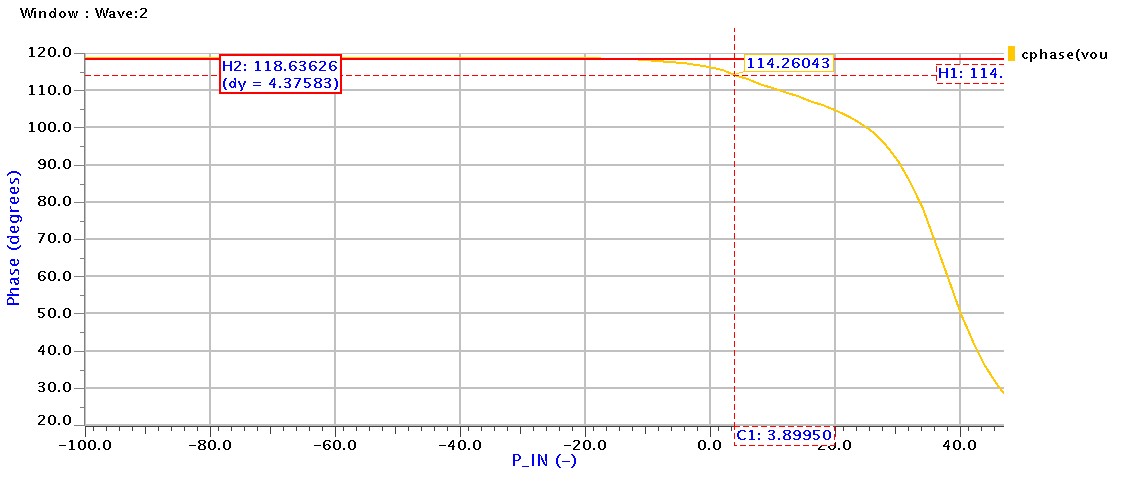 Window : Wave:2
120.0
110.0
100.0
90.0
80.0
70.0
60.0
50.0
40.0
30.0
20.0
Phase (degrees)
H2: 118.63626
(dy = 4.37583)
114.26043
H1: 114.
cphase(vou
C1: 3.89950
-100.0
-80.0
-60.0
-40.0
-20.0
0.0
20.0
40.0
P_IN (-)